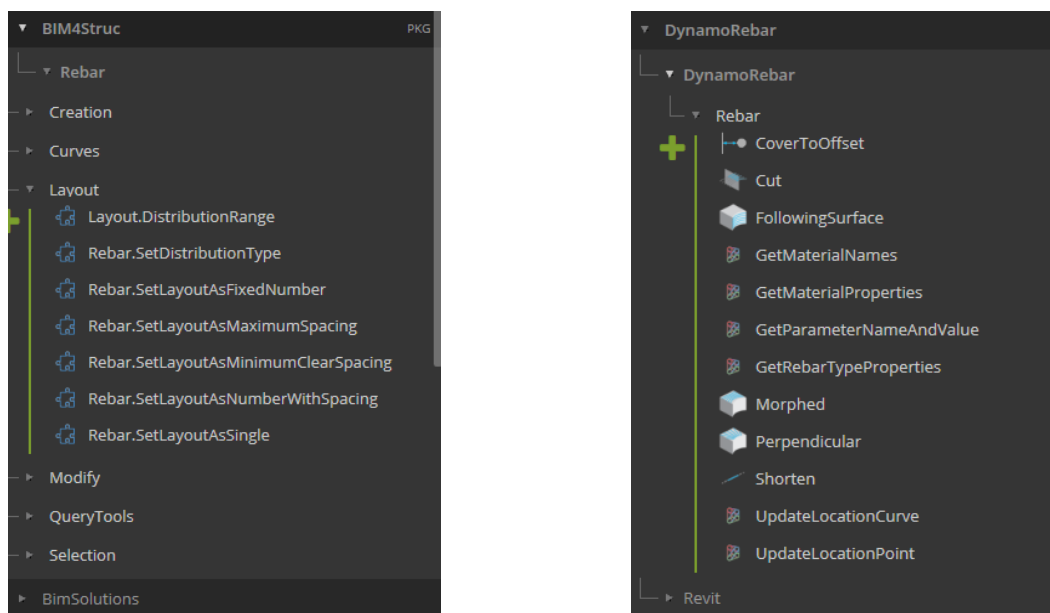 BIM4Struc PKG
Rebar
Creation
Curves
Layout
Layout.DistributionRange
Rebar.SetDistributionType
Rebar.SetLayoutAsFixedNumber
Rebar.SetLayoutAsMaximumSpacing
Rebar.SetLayoutAsMinimumClearSpacing
Rebar.SetLayoutAsNumberWithSpacing
Rebar.SetLayoutAsSingle
Modify
QueryTools
Selection
BimSolutions
DynamoRebar
DynamoRebar
Rebar
CoverToOffset
Cut
FollowingSurface
GetMaterialNames
GetMaterialProperties
GetParameterNameAndValue
GetRebarTypeProperties
Morphed
Perpendicular
Shorten
UpdateLocationCurve
UpdateLocationPoint
Revit